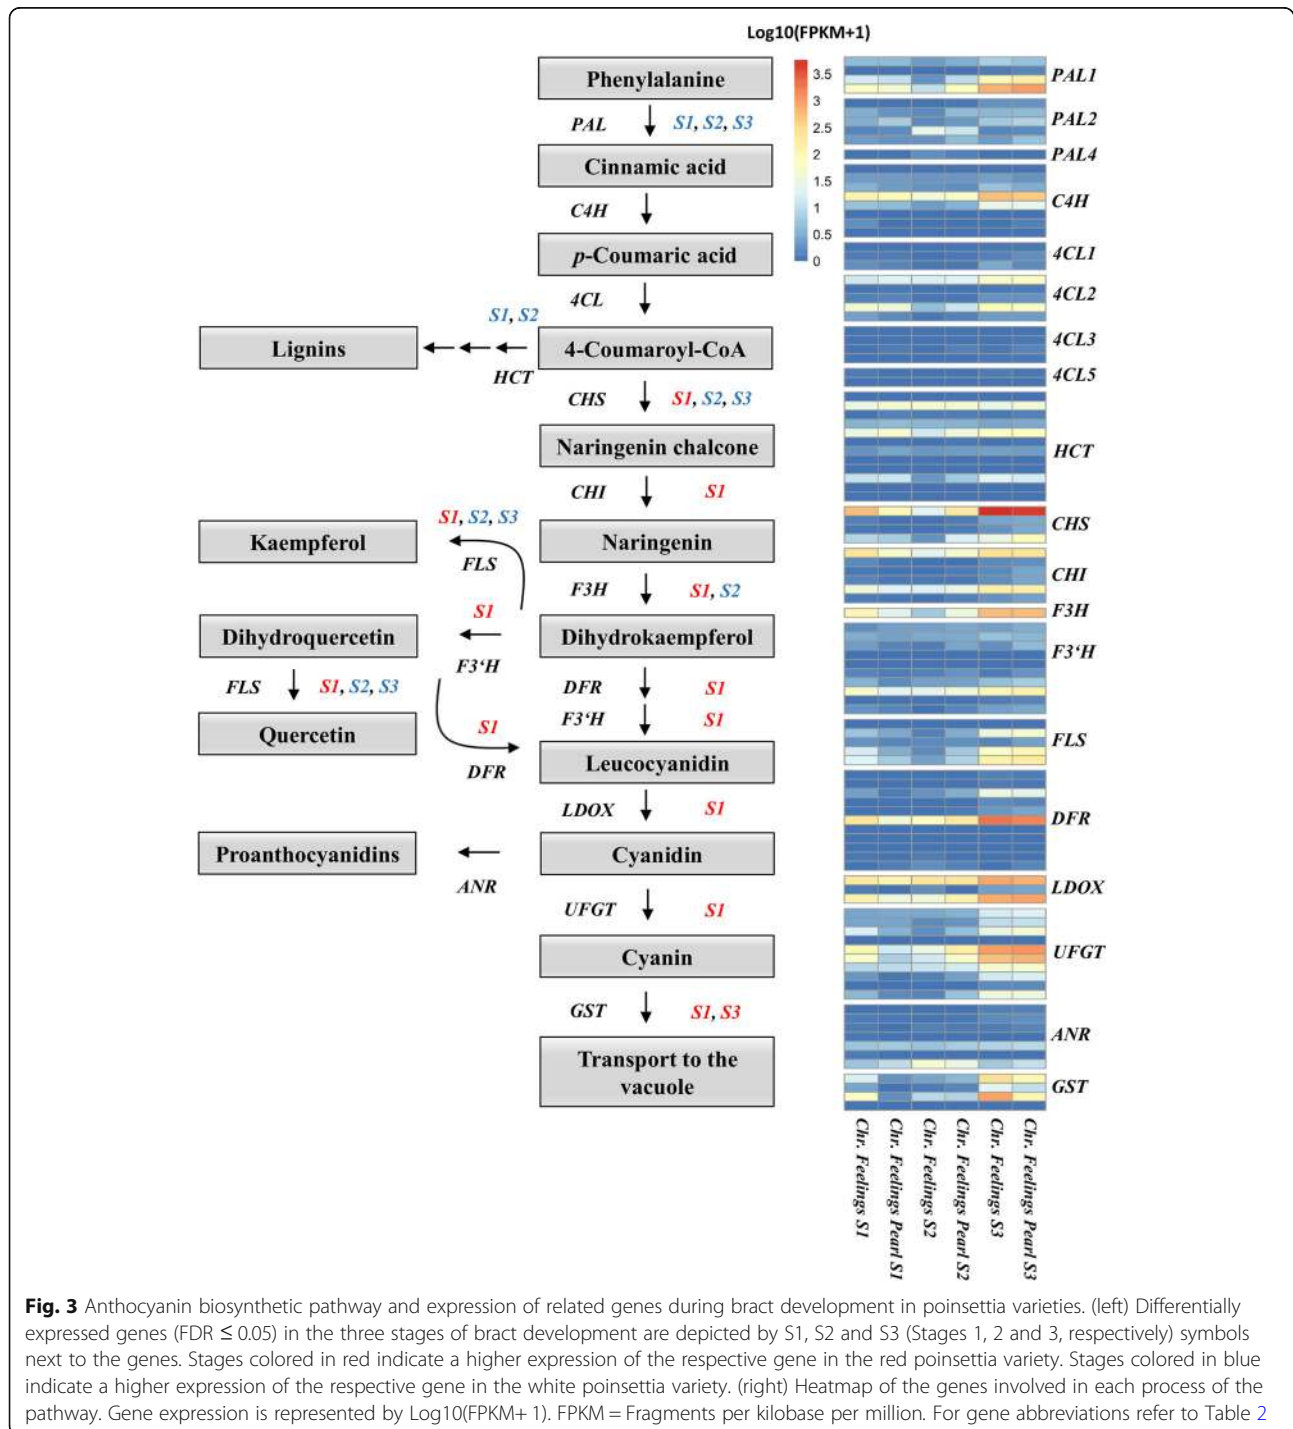 Log10(FPKM+1)
Phenylalanine
PAL S1, S2, S3
Cinnamic acid
C4H
p-Coumaric acid
4CL
S1, S2
Lignins
4-Coumaroyl-CoA
HCT
CHS S1, S2, S3
Naringenin chalcone
CHI S1
S1, S2, S3
Kaempferol
Naringenin
FLS
F3H S1, S2
S1
Dihydroquercetin
Dihydrokaempferol
F3‘H
FLS S1, S2, S3
DFR S1
F3‘H S1
Quercetin
S1
DFR
Leucocyanidin
LDOX S1
Proanthocyanidins
Cyanidin
ANR
UFGT S1
Cyanin
GST S1, S3
Transport to the
vacuole
3.5
3
2.5
2
1.5
1
0.5
0
PAL1
PAL2
PAL4
C4H
4CL1
4CL2
4CL3
4CL5
HCT
CHS
CHI
F3H
F3‘H
FLS
DFR
LDOX
UFGT
ANR
GST
Chr. Feelings S1
Chr. Feelings Pearl S1
Chr. Feelings S2
Chr. Feelings Pearl S2
Chr. Feelings S3
Chr. Feelings Pearl S3
Fig. 3 Anthocyanin biosynthetic pathway and expression of related genes during bract development in poinsettia varieties. (left) Differentially
expressed genes (FDR ≤ 0.05) in the three stages of bract development are depicted by S1, S2 and S3 (Stages 1, 2 and 3, respectively) symbols
next to the genes. Stages colored in red indicate a higher expression of the respective gene in the red poinsettia variety. Stages colored in blue
indicate a higher expression of the respective gene in the white poinsettia variety. (right) Heatmap of the genes involved in each process of the
pathway. Gene expression is represented by Log10(FPKM+ 1). FPKM = Fragments per kilobase per million. For gene abbreviations refer to Table 2